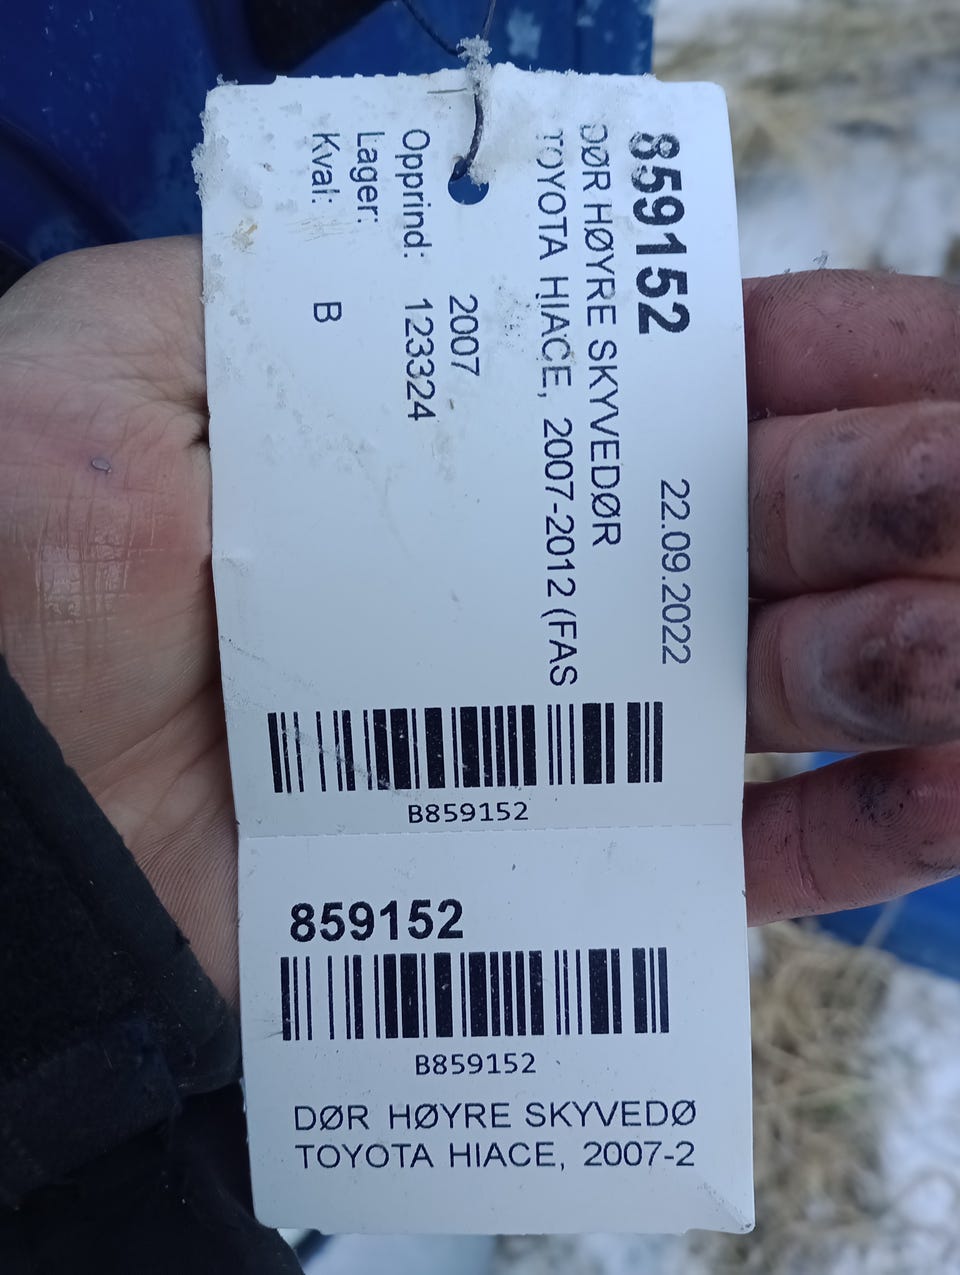 859152
22.09.2022
DØR HØYRE SKYVEDØR
TOYOTA HIACE, 2007-2012 (FAS
2007
Opprind: 123324
Lager:
Kval: B
B859152
859152
B859152
DØR HØYRE SKYVEDØ
TOYOTA HIACE, 2007-2